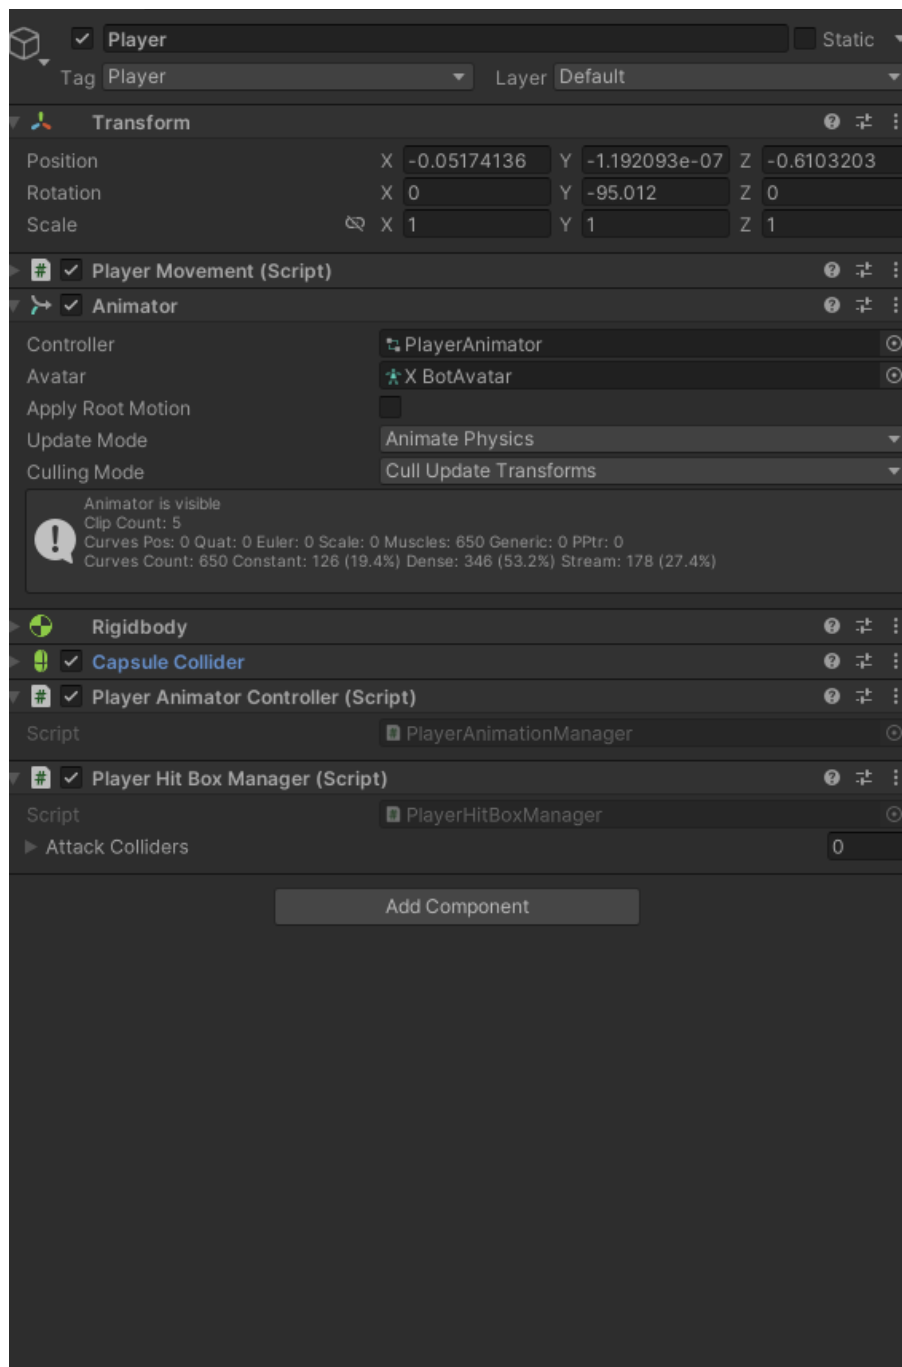 Player Static
Tag Player Layer Default
Transform
Position X -0.05174136 Y -1.192093e-07 Z -0.6103203
Rotation X 0 Y -95.012 Z 0
Scale X 1 Y 1 Z 1
# Player Movement (Script)
Animator
Controller PlayerAnimator
Avatar X BotAvatar
Apply Root Motion
Update Mode Animate Physics
Culling Mode Cull Update Transforms
Animator is visible
Clip Count: 5
Curves Pos: 0 Quat: 0 Euler: 0 Scale: 0 Muscles: 650 Generic: 0 PPtr: 0
Curves Count: 650 Constant: 126 (19.4%) Dense: 346 (53.2%) Stream: 178 (27.4%)
Rigidbody
Capsule Collider
# Player Animator Controller (Script)
Script PlayerAnimationManager
# Player Hit Box Manager (Script)
Script PlayerHitBoxManager
Attack Colliders 0
Add Component